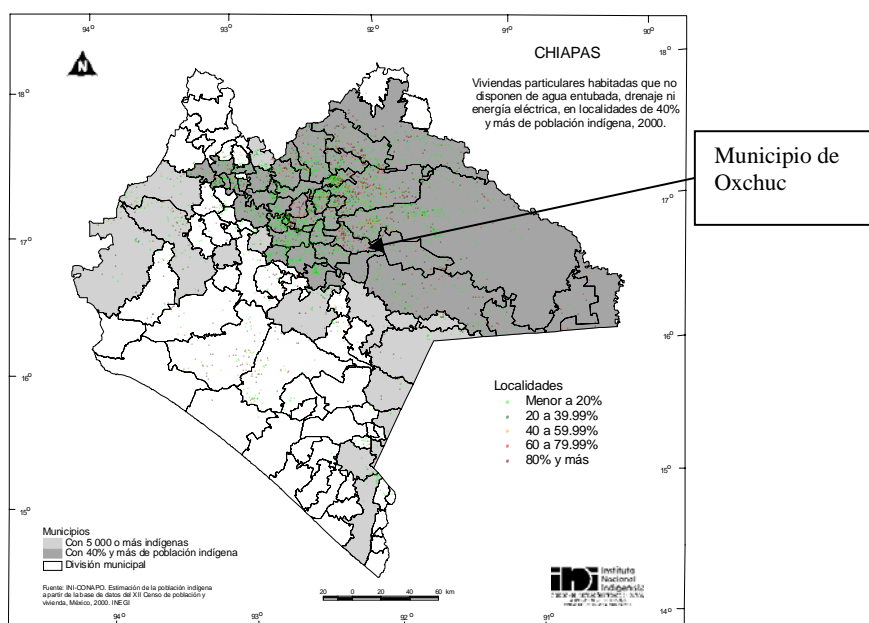 94°
93°
92°
91°
90°
N
CHIAPAS
18°
Viviendas particulares habitadas que no
disponen de agua entubada, drenaje ni
energía eléctrica, en localidades de 40%
y más de población indígena, 2000.
18°
Municipio de
Oxchuc
17°
17°
16°
16°
Localidades
Menor a 20%
20 a 39.99%
40 a 59.99%
60 a 79.99%
80% y más
15°
15°
Municipios
Con 5 000 o más indígenas
Con 40% y más de población indígena
División municipal
Fuente: INI-CONAPO. Estimación de la población indígena
a partir de la base de datos del XII Censo de población y
vivienda, México, 2000. INEGI
20 0 20 40 60 km
ini Instituto
Nacional
Indigenista
14°
94°
93°
92°
91°